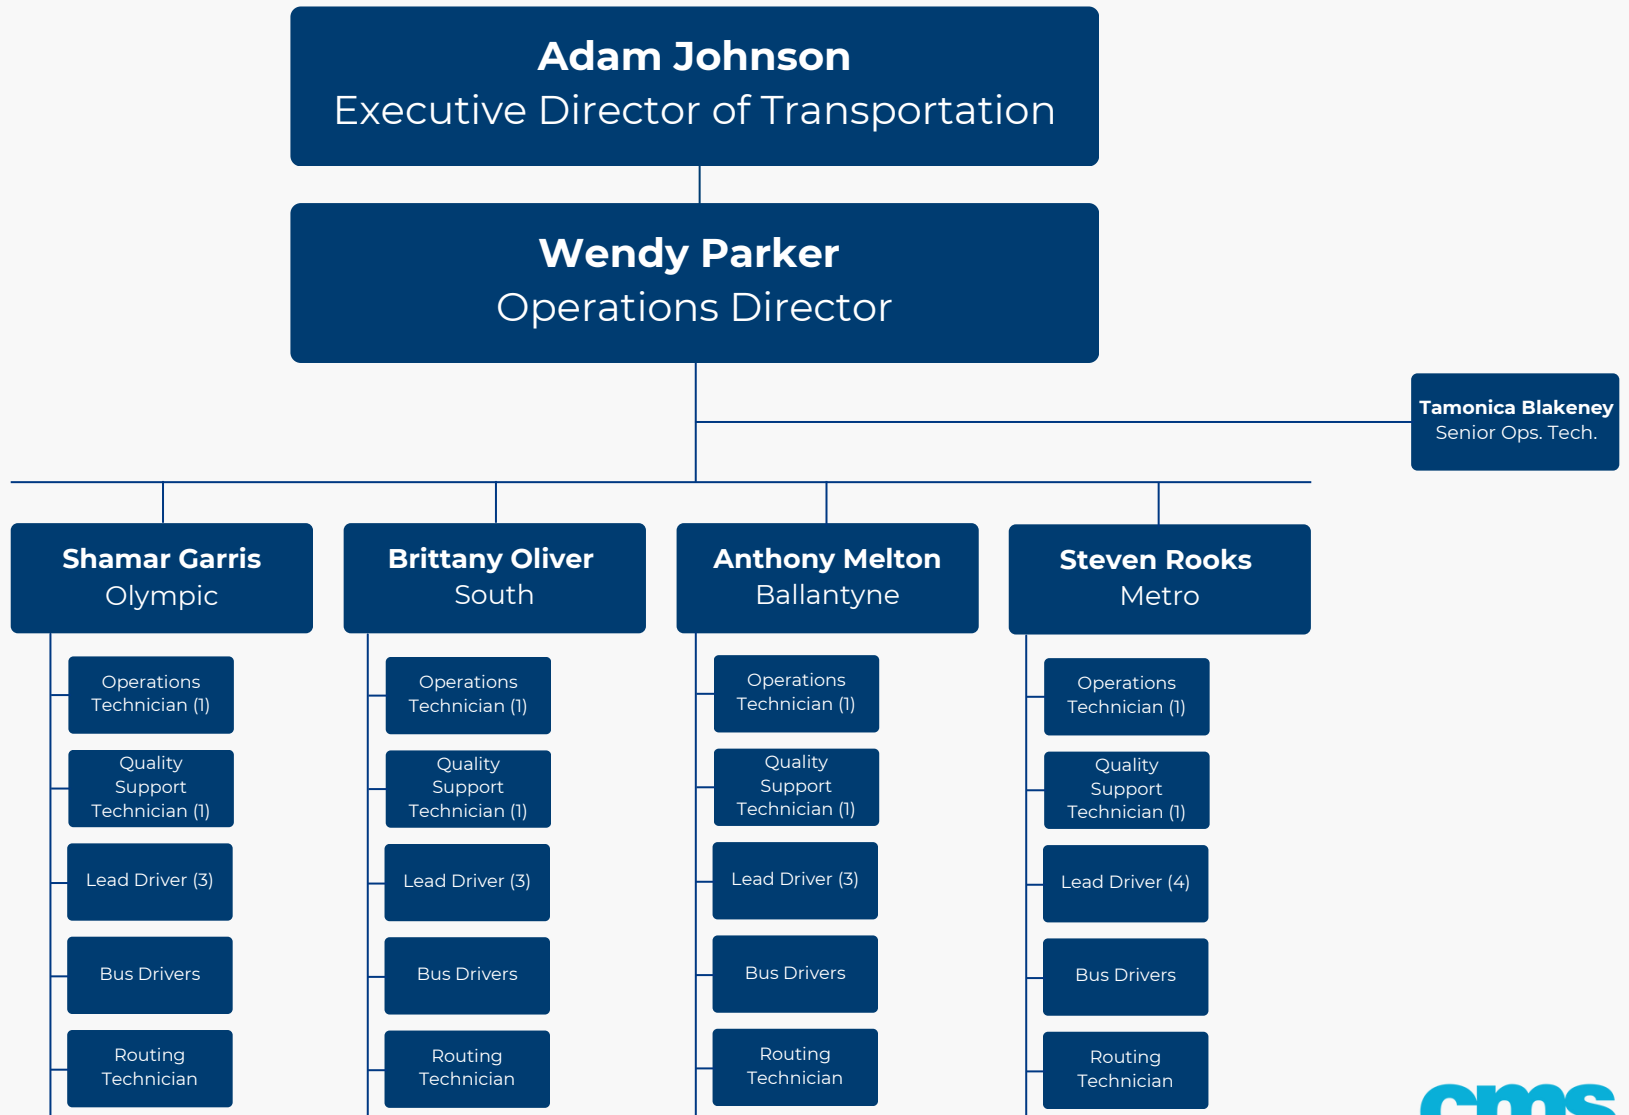 Adam Johnson
Executive Director of Transportation
Wendy Parker
Operations Director
Tamonica Blakeney
Senior Ops. Tech.
Shamar Garris
Olympic
Operations
Technician (1)
Quality
Support
Technician (1)
Lead Driver (3)
Bus Drivers
Routing
Technician
Brittany Oliver
South
Operations
Technician (1)
Quality
Support
Technician (1)
Lead Driver (3)
Bus Drivers
Routing
Technician
Anthony Melton
Ballantyne
Operations
Technician (1)
Quality
Support
Technician (1)
Lead Driver (3)
Bus Drivers
Routing
Technician
Steven Rooks
Metro
Operations
Technician (1)
Quality
Support
Technician (1)
Lead Driver (4)
Bus Drivers
Routing
Technician
cms